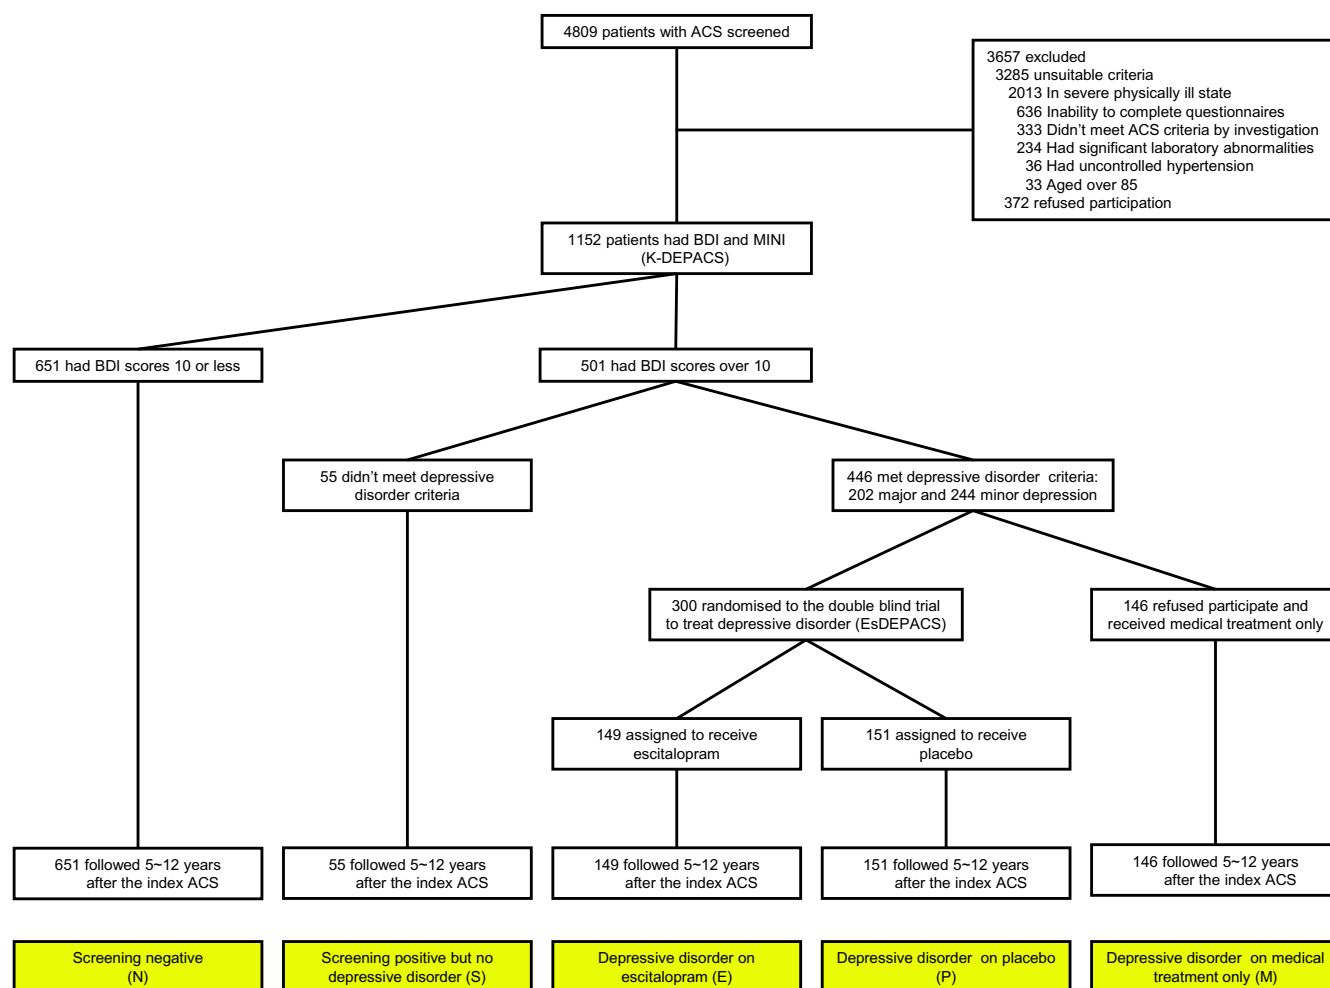 4809 patients with ACS screened
3657 excluded
3285 unsuitable criteria
2013 In severe physically ill state
636 Inability to complete questionnaires
333 Didn't meet ACS criteria by investigation
234 Had significant laboratory abnormalities
36 Had uncontrolled hypertension
33 Aged over 85
372 refused participation
1152 patients had BDI and MINI
(K-DEPACS)
651 had BDI scores 10 or less
501 had BDI scores over 10
55 didn't meet depressive
disorder criteria
446 met depressive disorder criteria:
202 major and 244 minor depression
300 randomised to the double blind trial
to treat depressive disorder (EsDEPACS)
146 refused participate and
received medical treatment only
149 assigned to receive
escitalopram
151 assigned to receive
placebo
651 followed 5~12 years
after the index ACS
55 followed 5~12 years
after the index ACS
149 followed 5~12 years
after the index ACS
151 followed 5~12 years
after the index ACS
146 followed 5~12 years
after the index ACS
Screening negative
(N)
Screening positive but no
depressive disorder (S)
Depressive disorder on
escitalopram (E)
Depressive disorder on placebo
(P)
Depressive disorder on medical
treatment only (M)